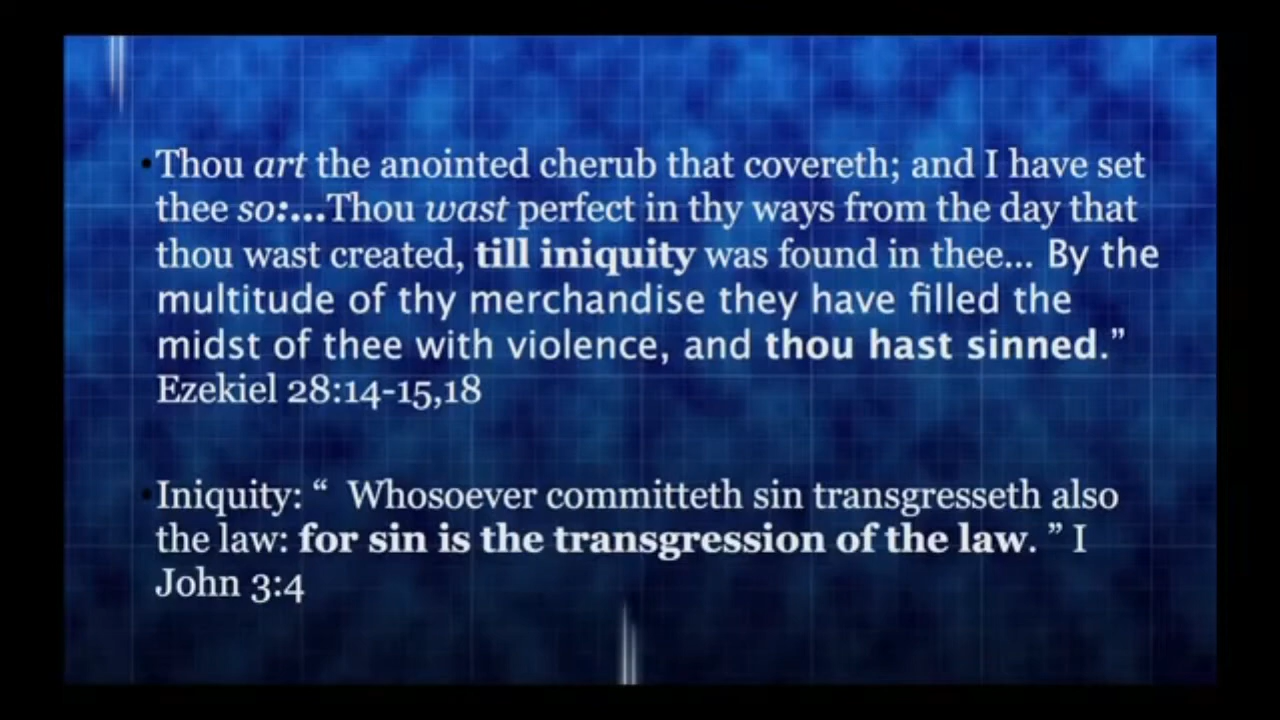 •Thou art the anointed cherub that covereth; and I have set
thee so:...Thou wast perfect in thy ways from the day that
thou wast created, till iniquity was found in thee... By the
multitude of thy merchandise they have filled the
midst of thee with violence, and thou hast sinned.”
Ezekiel 28:14-15,18
•Iniquity: “ Whosoever committeth sin transgresseth also
the law: for sin is the transgression of the law. ” I
John 3:4